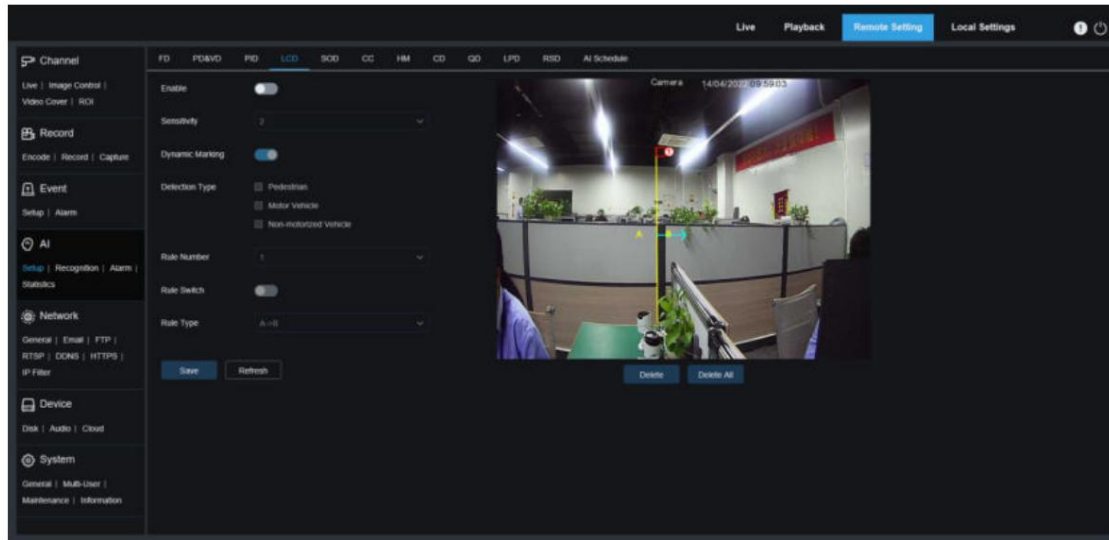 Live Playback Remote Setting Local Settings
Channel
Live | Image Control |
Video Cover | ROI
Record
Encode | Record | Capture
Event
Setup | Alarm
AI
Setup | Recognition | Alarm |
Statistics
Network
General | Email | FTP |
RTSP | DDNS | HTTPS |
IP Filter
Device
Disk | Audio | Cloud
System
General | Multi-User |
Maintenance | Information
FD PD&VD PID LCD SOD CC HM CD QD LPD RSD AI Schedule
Enable
Sensitivity 2
Dynamic Marking
Detection Type Pedestrian
Motor Vehicle
Non-motorized Vehicle
Rule Number 1
Rule Switch
Rule Type A->B
Save Refresh
Camera 14/04/2022 09:59:03
1
A B
Delete Delete All